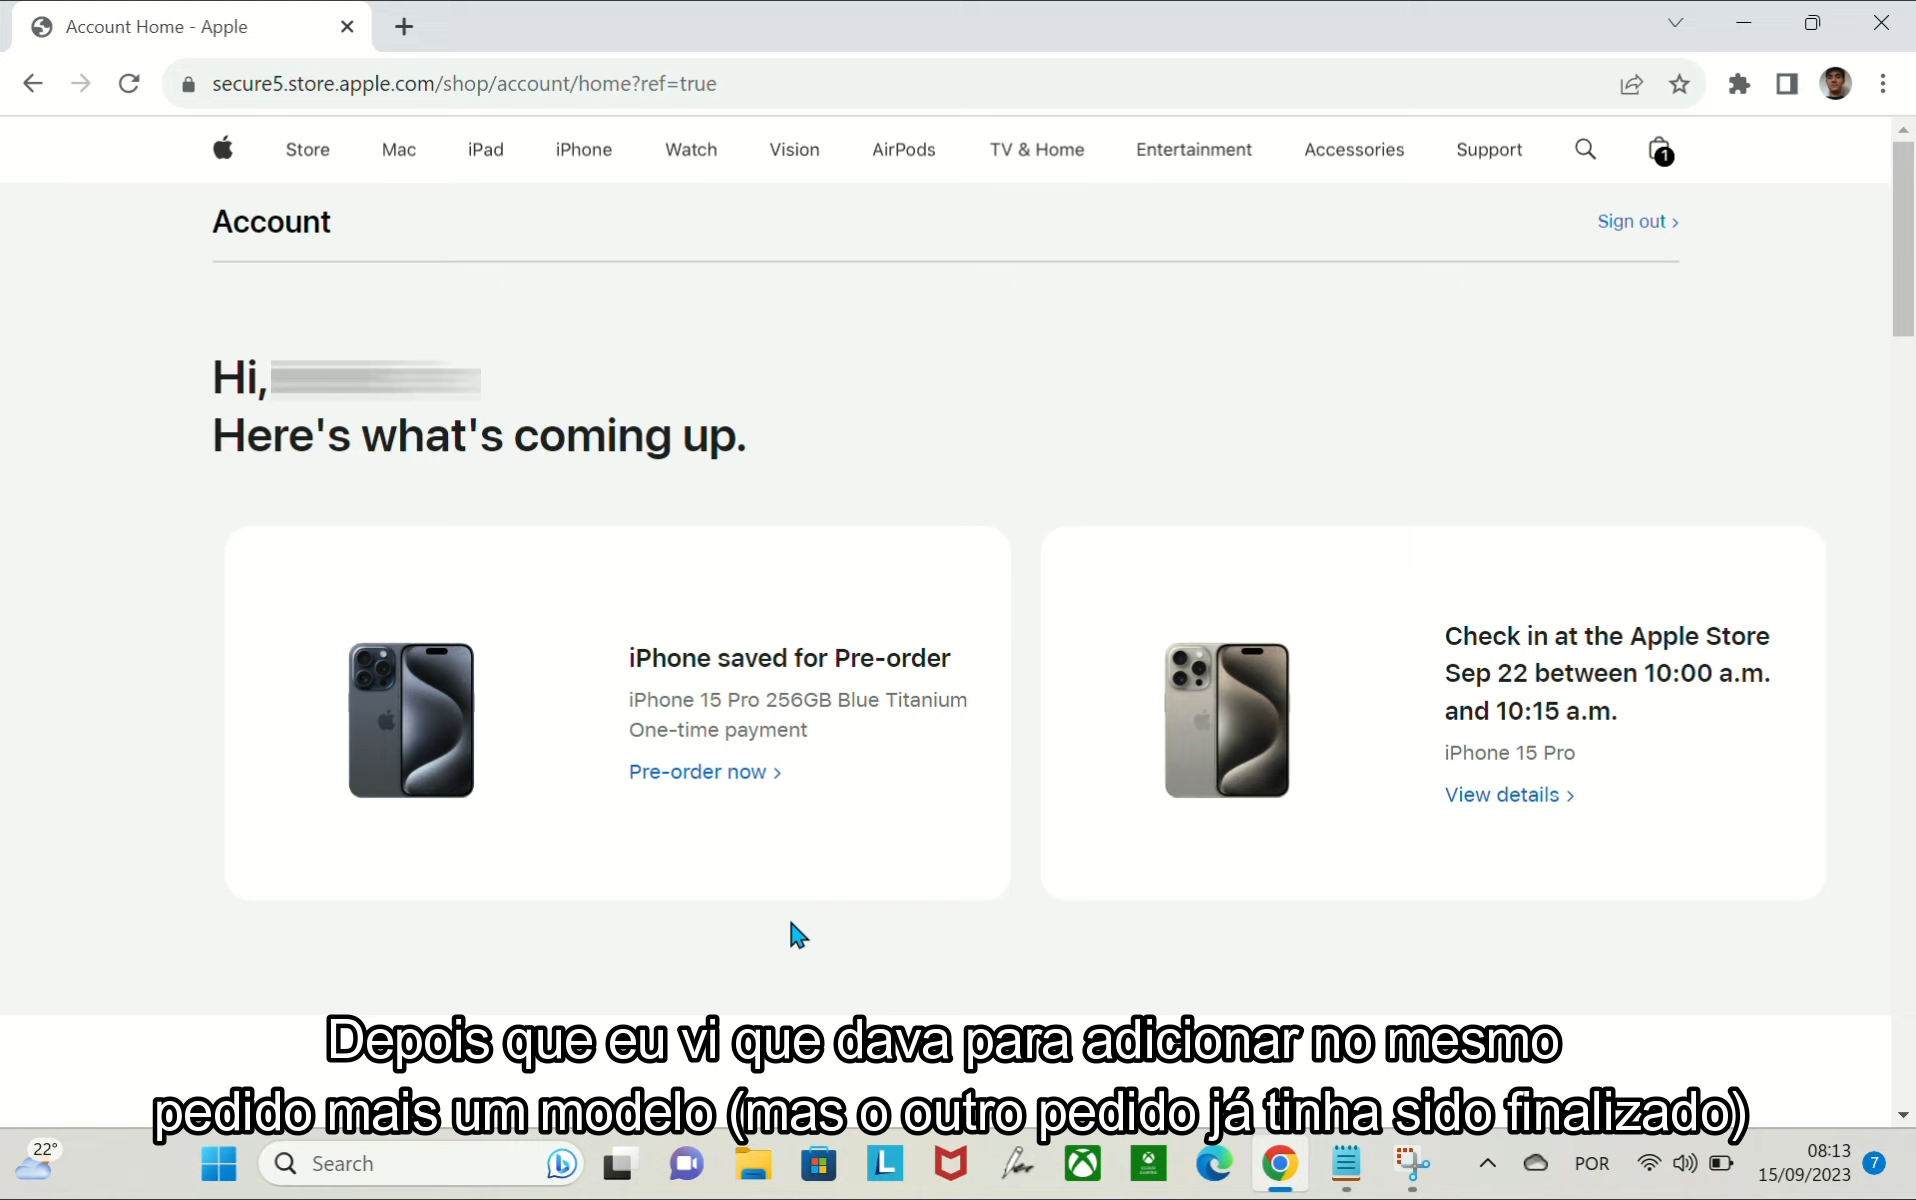 Account Home - Apple
secure5.store.apple.com/shop/account/home?ref=true
Store Mac iPad iPhone Watch Vision AirPods TV & Home Entertainment Accessories Support 1
Account
Sign out >
Hi,
Here's what's coming up.
iPhone saved for Pre-order
iPhone 15 Pro 256GB Blue Titanium
One-time payment
Pre-order now >
Check in at the Apple Store
Sep 22 between 10:00 a.m.
and 10:15 a.m.
iPhone 15 Pro
View details >
Depois que eu vi que dava para adicionar no mesmo
pedido mais um modelo (mas o outro pedido já tinha sido finalizado)
22°
Search
L
POR
08:13
15/09/2023
7